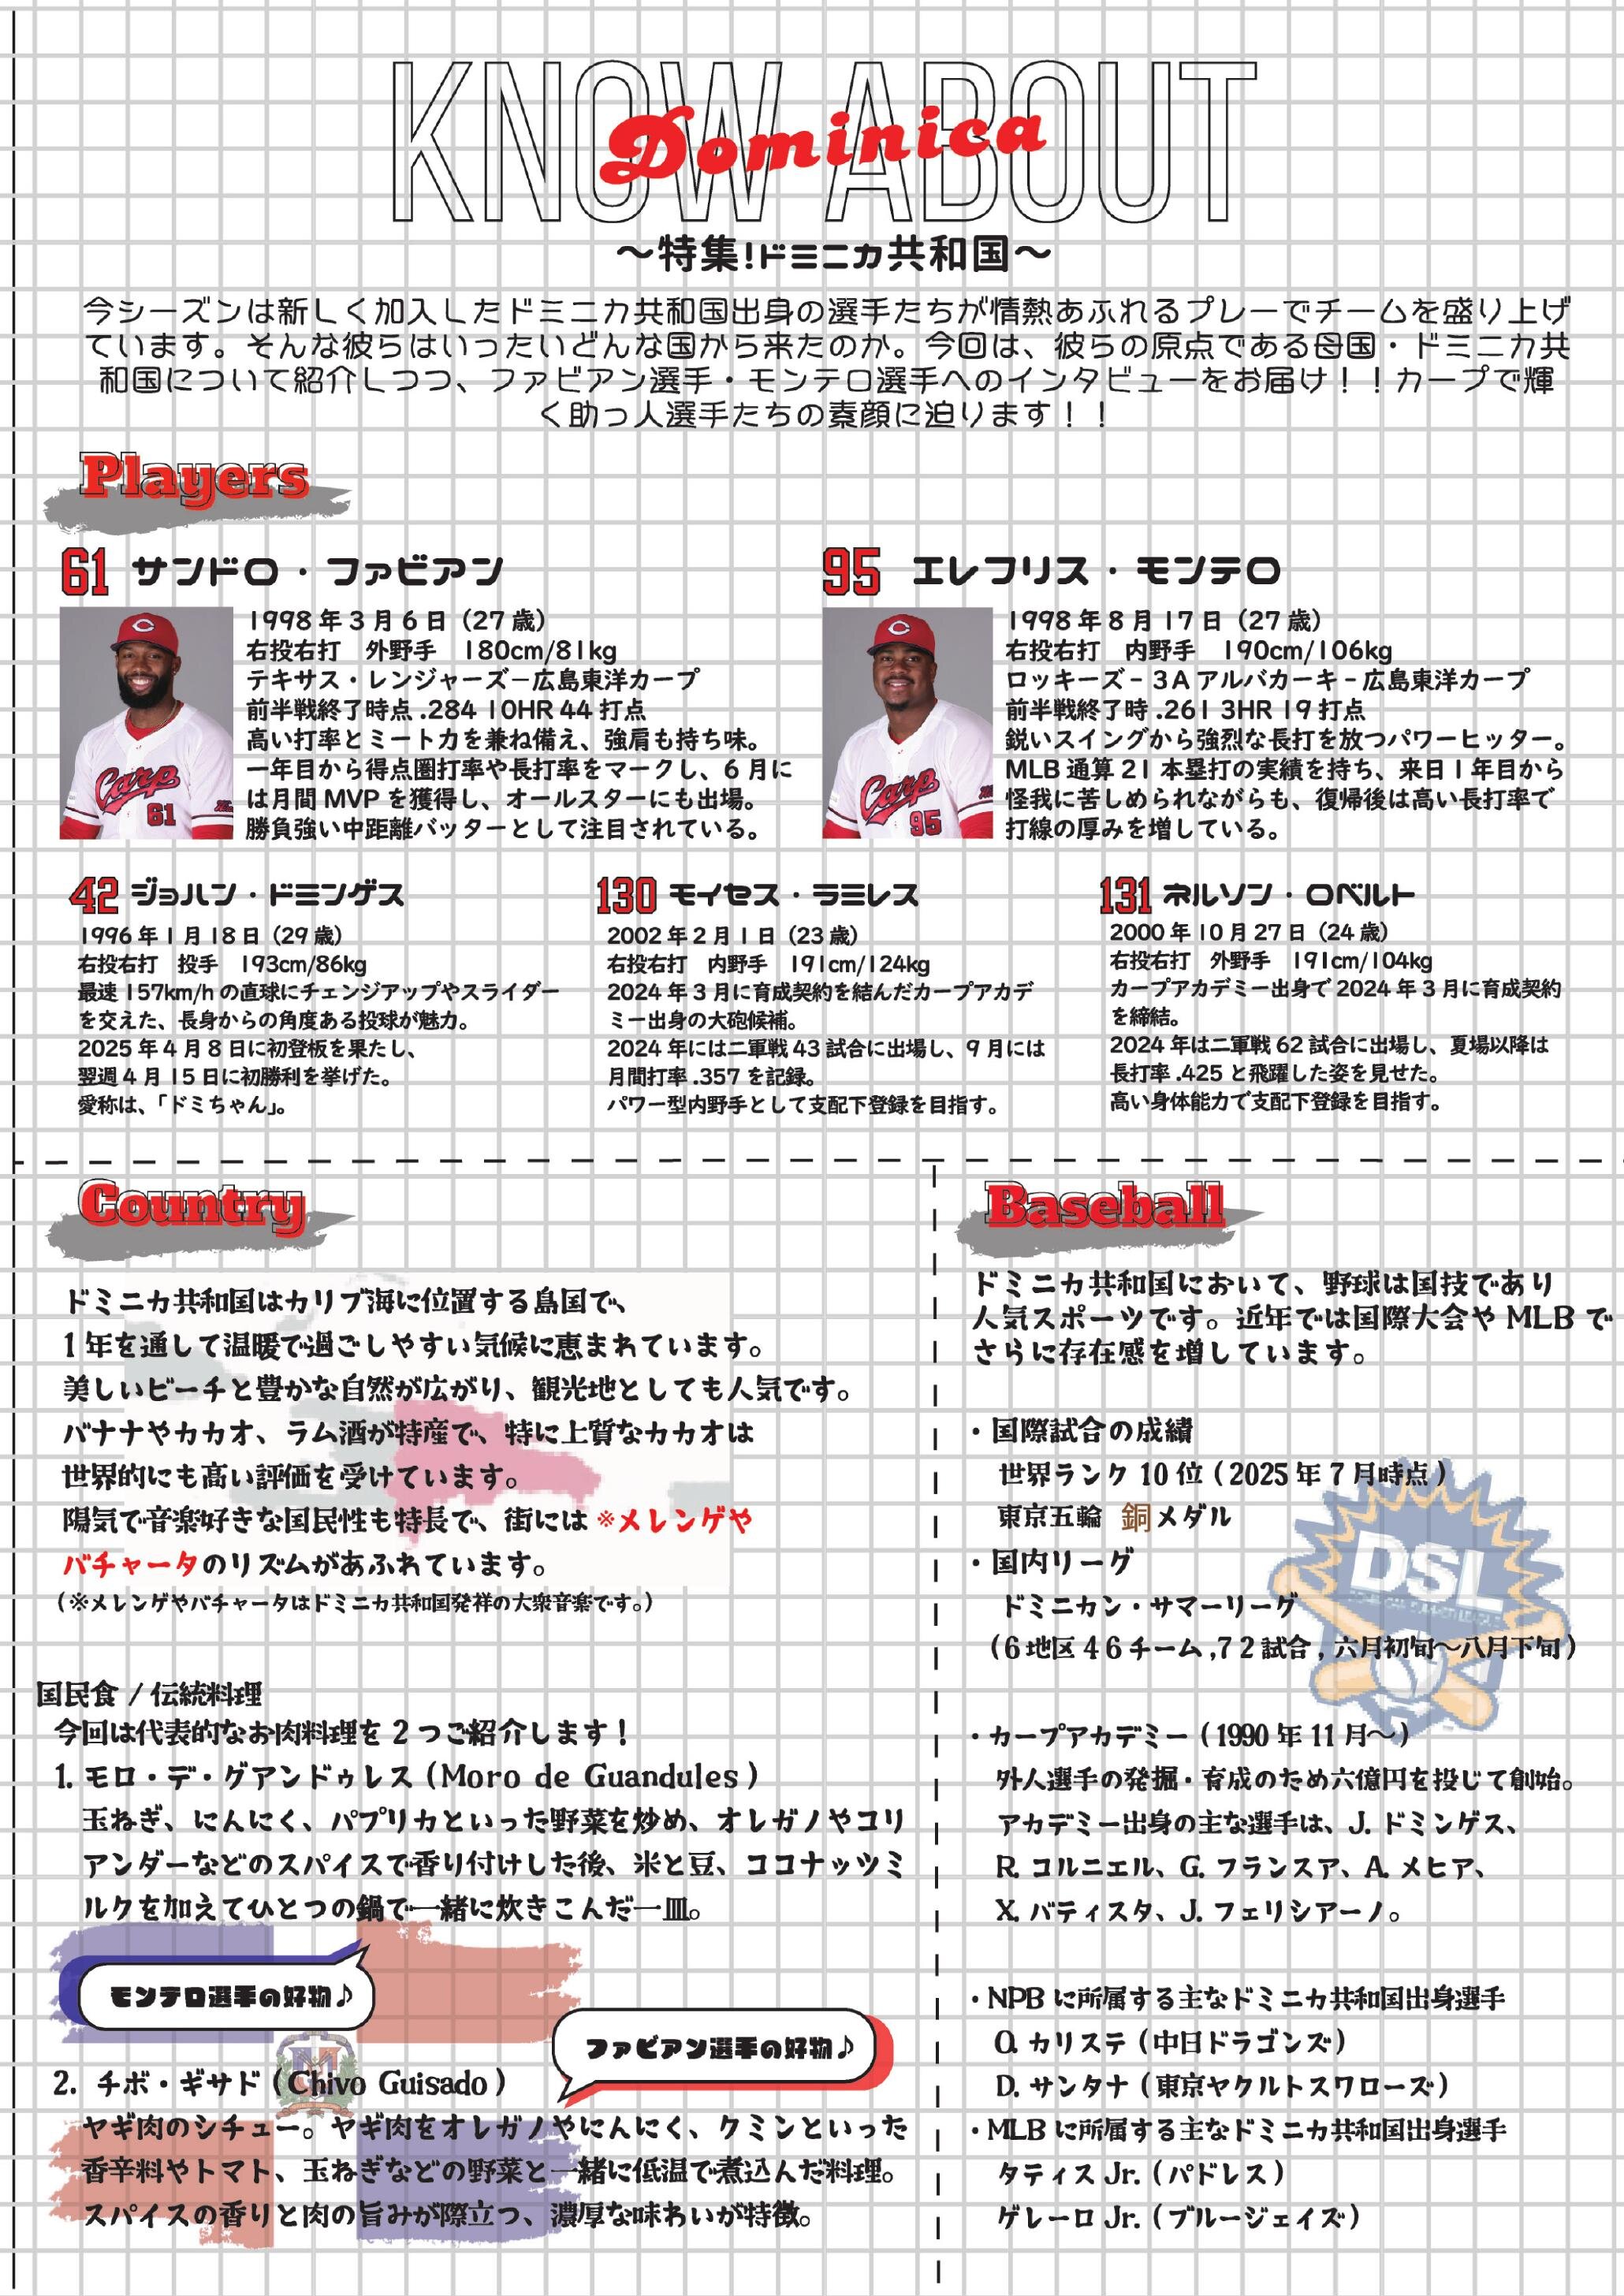 KNOW ABOUT
Dominica
〜特集!ドミニカ共和国〜
今シーズンは新しく加入したドミニカ共和国出身の選手たちが情熱あふれるプレーでチームを盛り上げ
ています。そんな彼らはいったいどんな国から来たのか。今回は、彼らの原点である母国・ドミニカ共
和国について紹介しつつ、ファビアン選手・モンテロ選手へのインタビューをお届け！！カープで輝
く助っ人選手たちの素顔に迫ります！！
Players
61 サンドロ・ファビアン
1998年3月6日（27歳）
右投右打　外野手　180cm/81kg
テキサス・レンジャーズ－広島東洋カープ
前半戦終了時点 .284 10HR 44打点
高い打率とミート力を兼ね備え、強肩も持ち味。
一年目から得点圏打率や長打率をマークし、6月に
は月間MVPを獲得し、オールスターにも出場。
勝負強い中距離バッターとして注目されている。
Carp
61
95 エレフリス・モンテロ
1998年8月17日（27歳）
右投右打　内野手　190cm/106kg
ロッキーズ-3Aアルバカーキ-広島東洋カープ
前半戦終了時 .261 3HR 19打点
鋭いスイングから強烈な長打を放つパワーヒッター。
MLB通算21本塁打の実績を持ち、来日1年目から
怪我に苦しめられながらも、復帰後は高い長打率で
打線の厚みを増している。
Carp
95
42 ジョハン・ドミンゲス
1996年1月18日（29歳）
右投右打　投手　193cm/86kg
最速157km/hの直球にチェンジアップやスライダー
を交えた、長身からの角度ある投球が魅力。
2025年4月8日に初登板を果たし、
翌週4月15日に初勝利を挙げた。
愛称は、「ドミちゃん」。
130 モイセス・ラミレス
2002年2月1日（23歳）
右投右打　内野手　191cm/124kg
2024年3月に育成契約を結んだカープアカデ
ミー出身の大砲候補。
2024年には二軍戦43試合に出場し、9月には
月間打率.357を記録。
パワー型内野手として支配下登録を目指す。
131 ネルソン・ロベルト
2000年10月27日（24歳）
右投右打　外野手　191cm/104kg
カープアカデミー出身で2024年3月に育成契約
を締結。
2024年は二軍戦62試合に出場し、夏場以降は
長打率.425と飛躍した姿を見せた。
高い身体能力で支配下登録を目指す。
Country
ドミニカ共和国はカリブ海に位置する島国で、
1年を通して温暖で過ごしやすい気候に恵まれています。
美しいビーチと豊かな自然が広がり、観光地としても人気です。
バナナやカカオ、ラム酒が特産で、特に上質なカカオは
世界的にも高い評価を受けています。
陽気で音楽好きな国民性も特長で、街には※メレンゲや
バチャータのリズムがあふれています。
（※メレンゲやバチャータはドミニカ共和国発祥の大衆音楽です。）
国民食 / 伝統料理
今回は代表的なお肉料理を2つご紹介します！
1. モロ・デ・グアンドゥレス（Moro de Guandules）
玉ねぎ、にんにく、パプリカといった野菜を炒め、オレガノやコリ
アンダーなどのスパイスで香り付けした後、米と豆、ココナッツミ
ルクを加えてひとつの鍋で一緒に炊きこんだ一皿。
モンテロ選手の好物♪
ファビアン選手の好物♪
2. チボ・ギサド（Chivo Guisado）
ヤギ肉のシチュー。ヤギ肉をオレガノやにんにく、クミンといった
香辛料やトマト、玉ねぎなどの野菜と一緒に低温で煮込んだ料理。
スパイスの香りと肉の旨みが際立つ、濃厚な味わいが特徴。
Baseball
ドミニカ共和国において、野球は国技であり
人気スポーツです。近年では国際大会やMLBで
さらに存在感を増しています。
・国際試合の成績
世界ランク10位（2025年7月時点）
東京五輪 銅メダル
・国内リーグ
ドミニカン・サマーリーグ
（6地区46チーム,72試合,六月初旬〜八月下旬）
DSL
・カープアカデミー（1990年11月〜）
外人選手の発掘・育成のため六億円を投じて創始。
アカデミー出身の主な選手は、J. ドミンゲス、
R. コルニエル、G. フランスア、A. メヒア、
X. バティスタ、J. フェリシアーノ。
・NPBに所属する主なドミニカ共和国出身選手
O. カリステ（中日ドラゴンズ）
D. サンタナ（東京ヤクルトスワローズ）
・MLBに所属する主なドミニカ共和国出身選手
タティスJr.（パドレス）
ゲレーロJr.（ブルージェイズ）